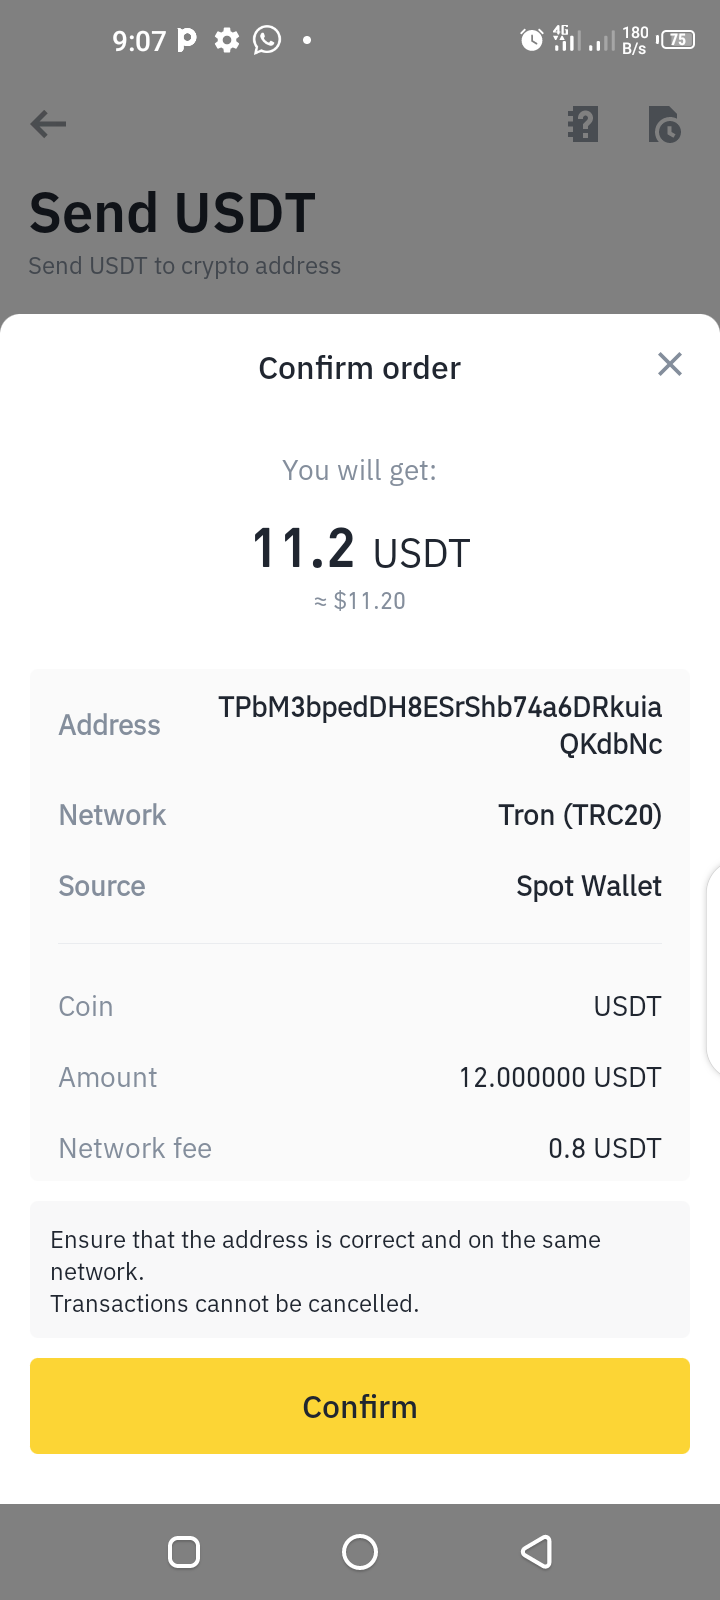 9:07
4G
180
B/s
75
Send USDT
Send USDT to crypto address
Confirm order
You will get:
11.2 USDT
≈ $11.20
Address
TPbM3bpedDH8ESrShb74a6DRkuia
QKdbNc
Network
Tron (TRC20)
Source
Spot Wallet
Coin
USDT
Amount
12.000000 USDT
Network fee
0.8 USDT
Ensure that the address is correct and on the same
network.
Transactions cannot be cancelled.
Confirm